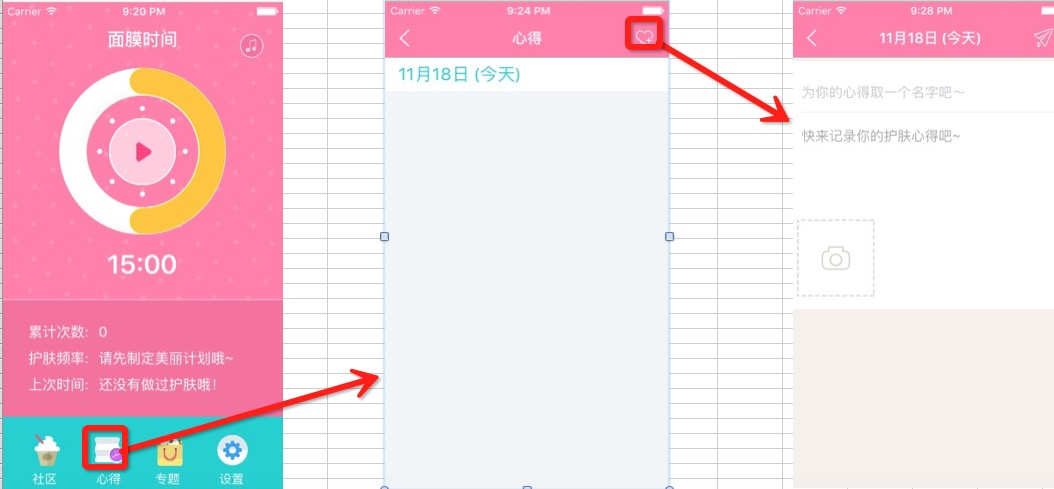 Carrier 9:20 PM
面膜时间
15:00
累计次数: 0
护肤频率: 请先制定美丽计划哦~
上次时间: 还没有做过护肤哦!
社区 心得 专题 设置
Carrier 9:24 PM
心得
11月18日 (今天)
Carrier 9:28 PM
11月18日 (今天)
为你的心得取一个名字吧～
快来记录你的护肤心得吧~